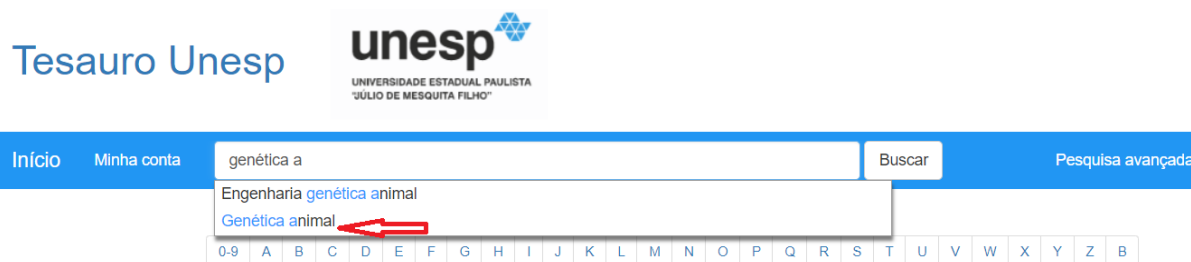 Tesauro Unesp
unesp
UNIVERSIDADE ESTADUAL PAULISTA
"JÚLIO DE MESQUITA FILHO"
Início Minha conta genética a Buscar Pesquisa avançada
Engenharia genética animal
Genética animal
0-9 A B C D E F G H I J K L M N O P Q R S T U V W X Y Z B